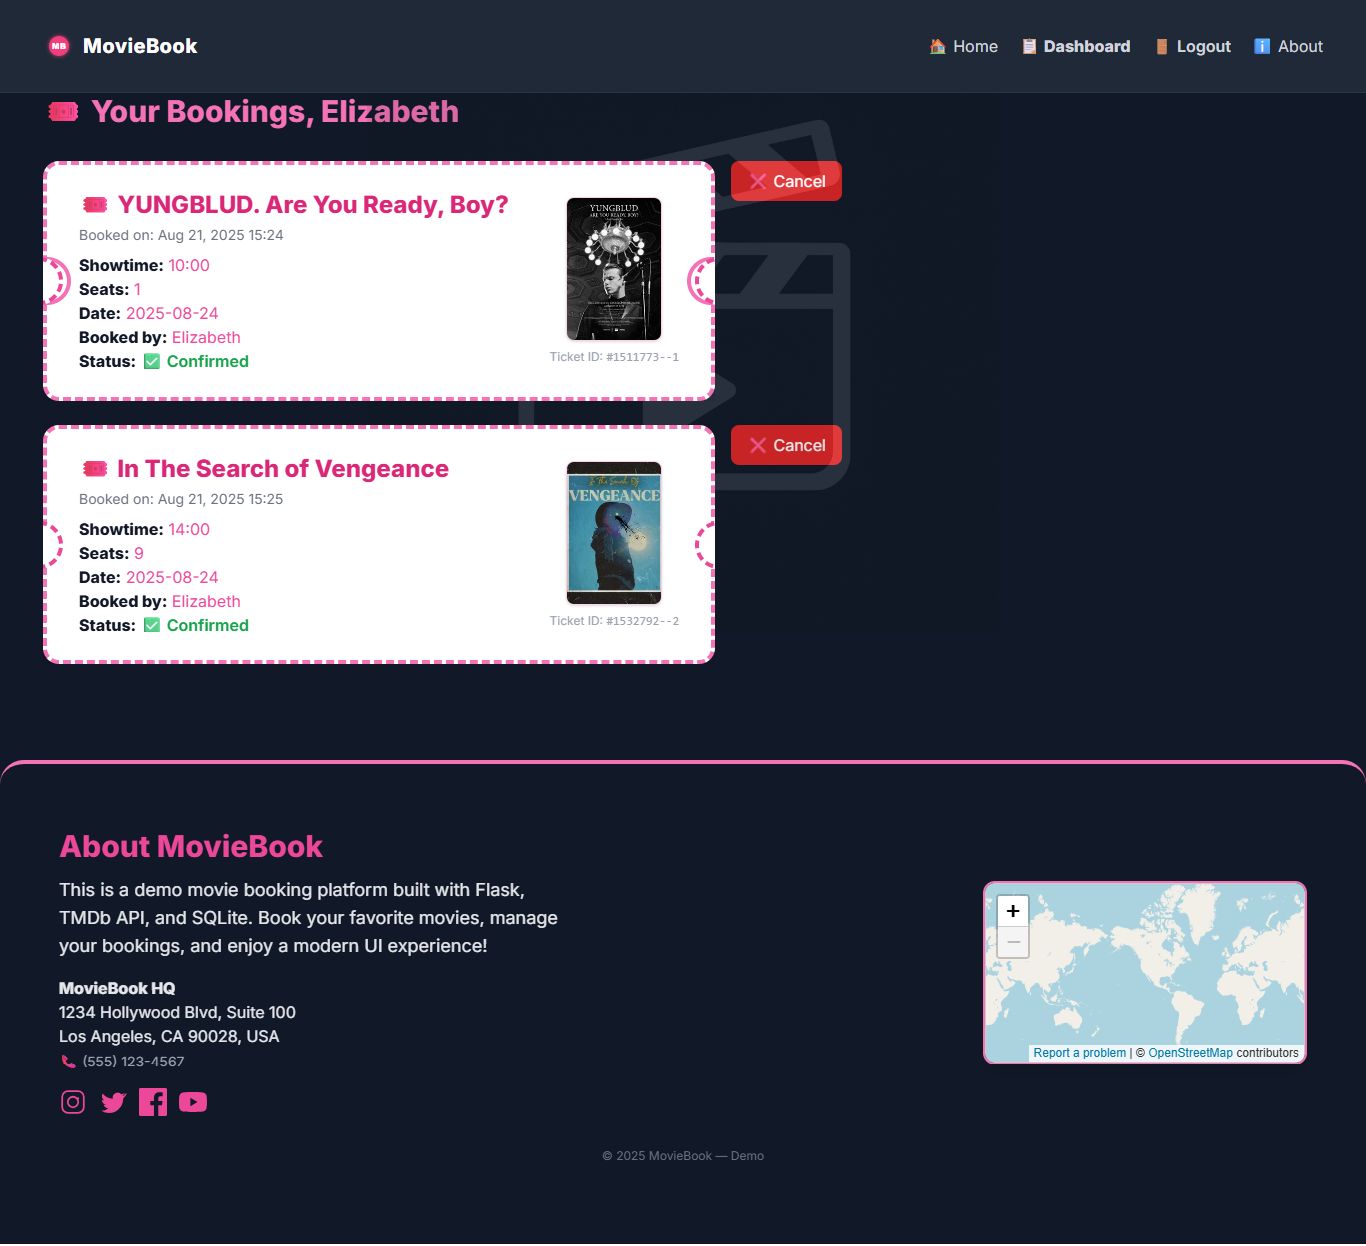 MB MovieBook
Home Dashboard Logout About
Your Bookings, Elizabeth
YUNGBLUD. Are You Ready, Boy?
Booked on: Aug 21, 2025 15:24
Showtime: 10:00
Seats: 1
Date: 2025-08-24
Booked by: Elizabeth
Status: Confirmed
YUNGBLUD
ARE YOU READY, BOY?
Ticket ID: #1511773--1
Cancel
In The Search of Vengeance
Booked on: Aug 21, 2025 15:25
Showtime: 14:00
Seats: 9
Date: 2025-08-24
Booked by: Elizabeth
Status: Confirmed
In The Search Of
VENGEANCE
Ticket ID: #1532792--2
Cancel
About MovieBook
This is a demo movie booking platform built with Flask,
TMDb API, and SQLite. Book your favorite movies, manage
your bookings, and enjoy a modern UI experience!
MovieBook HQ
1234 Hollywood Blvd, Suite 100
Los Angeles, CA 90028, USA
(555) 123-4567
+
−
Report a problem | © OpenStreetMap contributors
© 2025 MovieBook — Demo